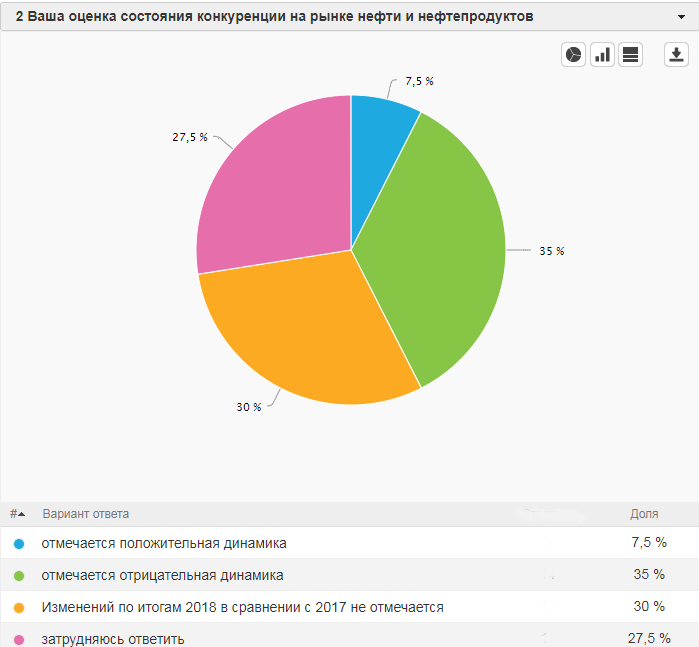 2 Ваша оценка состояния конкуренции на рынке нефти и нефтепродуктов
7,5 %
27,5 %
35 %
30 %
# Вариант ответа Доля
отмечается положительная динамика 7,5 %
отмечается отрицательная динамика 35 %
Изменений по итогам 2018 в сравнении с 2017 не отмечается 30 %
затрудняюсь ответить 27,5 %